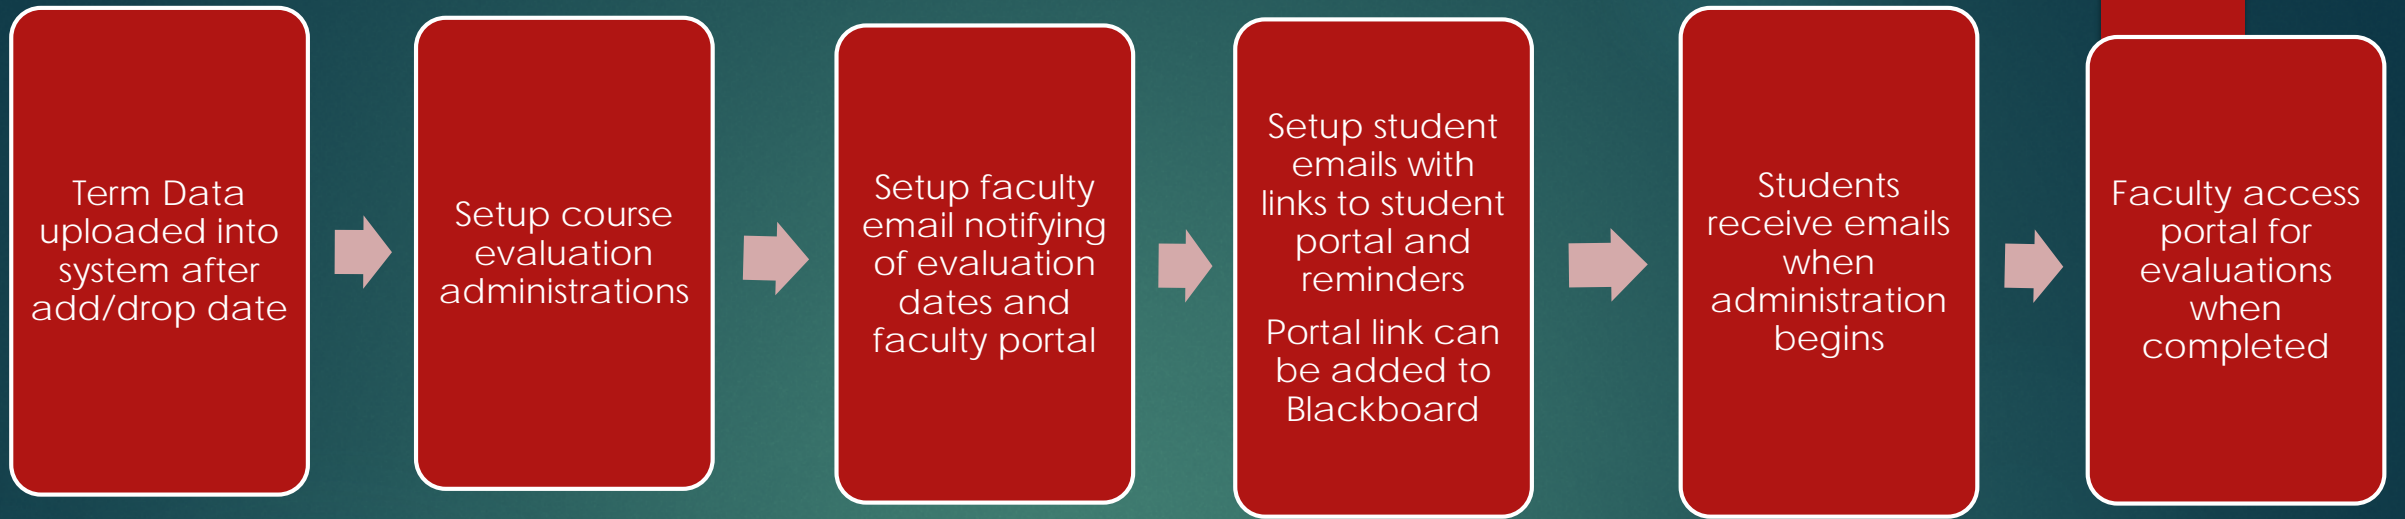 Term Data
uploaded into
system after
add/drop date
Setup course
evaluation
administrations
Setup faculty
email notifying
of evaluation
dates and
faculty portal
Setup student
emails with
links to student
portal and
reminders
Portal link can
be added to
Blackboard
Students
receive emails
when
administration
begins
Faculty access
portal for
evaluations
when
completed